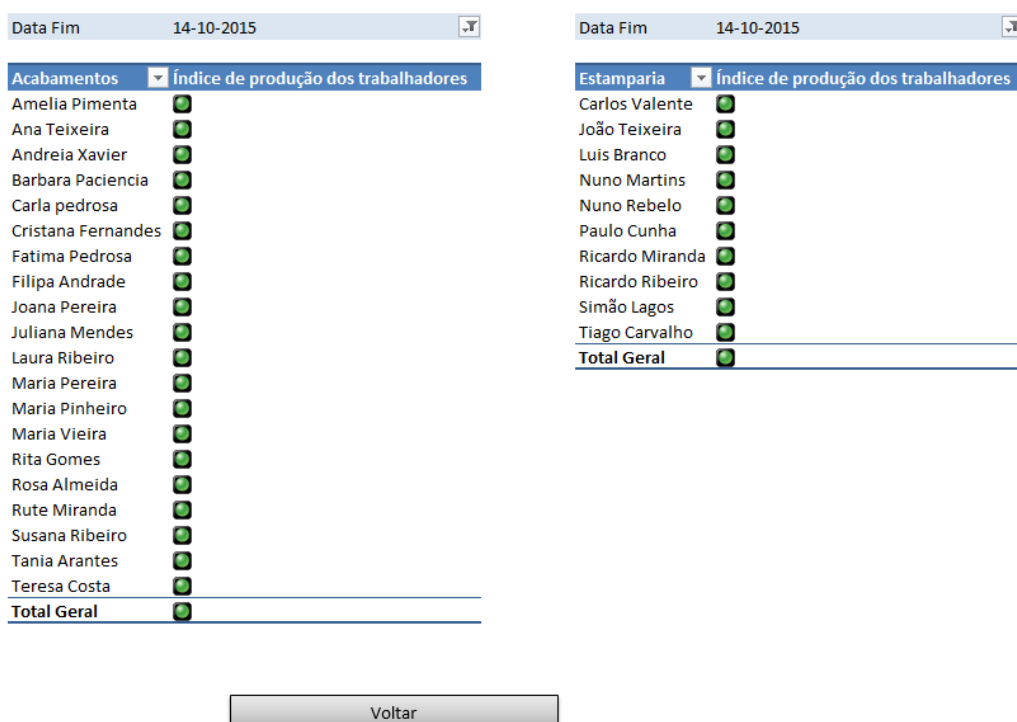 Data Fim 14-10-2015
Acabamentos Índice de produção dos trabalhadores
Amelia Pimenta
Ana Teixeira
Andreia Xavier
Barbara Paciencia
Carla pedrosa
Cristana Fernandes
Fatima Pedrosa
Filipa Andrade
Joana Pereira
Juliana Mendes
Laura Ribeiro
Maria Pereira
Maria Pinheiro
Maria Vieira
Rita Gomes
Rosa Almeida
Rute Miranda
Susana Ribeiro
Tania Arantes
Teresa Costa
Total Geral
Data Fim 14-10-2015
Estamparia Índice de produção dos trabalhadores
Carlos Valente
João Teixeira
Luis Branco
Nuno Martins
Nuno Rebelo
Paulo Cunha
Ricardo Miranda
Ricardo Ribeiro
Simão Lagos
Tiago Carvalho
Total Geral
Voltar